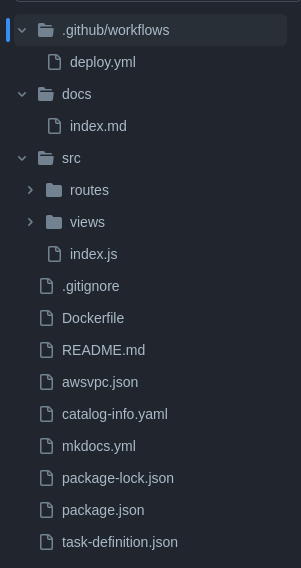 .github/workflows
deploy.yml
docs
index.md
src
routes
views
index.js
.gitignore
Dockerfile
README.md
awsvpc.json
catalog-info.yaml
mkdocs.yml
package-lock.json
package.json
task-definition.json